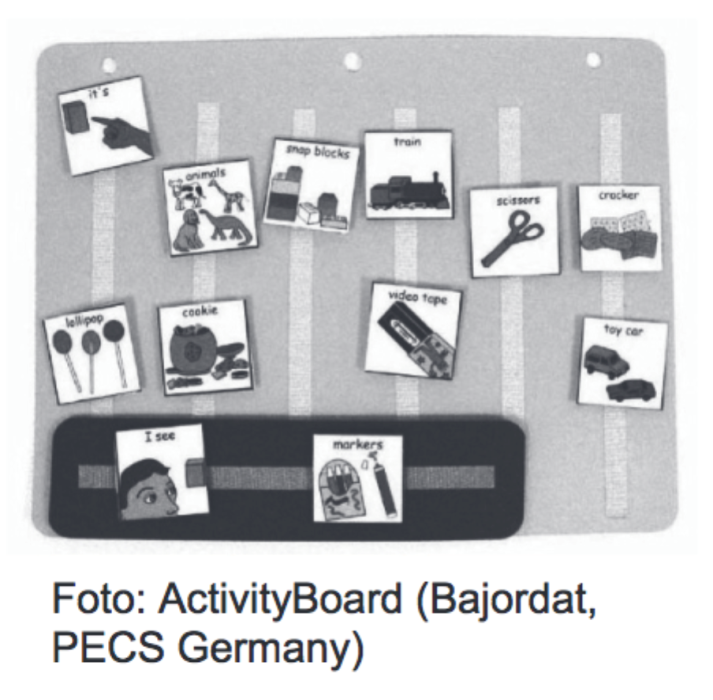 it's
animals
snap blocks
train
scissors
cracker
lollipop
cookie
video tape
toy car
I see
markers
Foto: ActivityBoard (Bajordat,
PECS Germany)